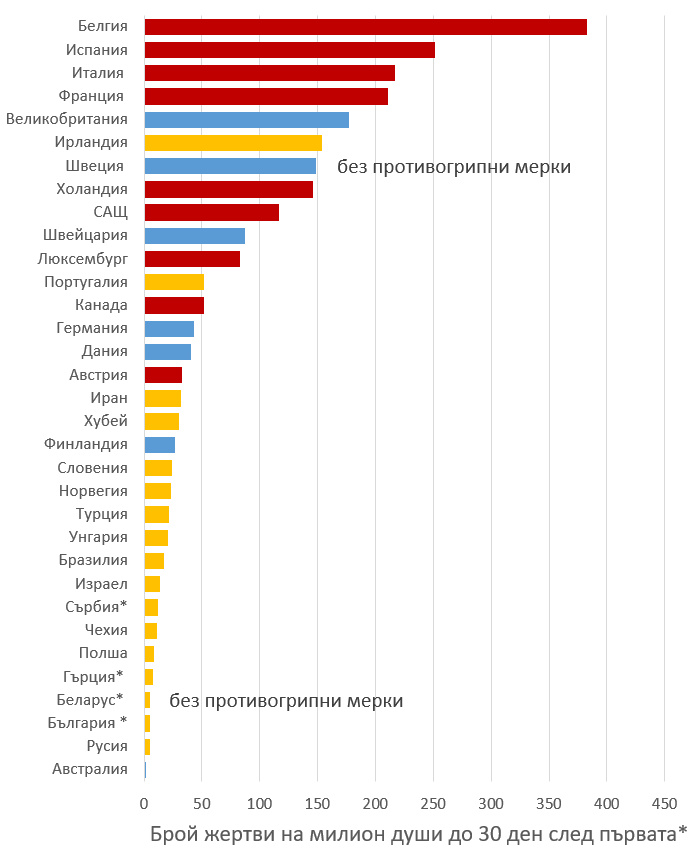 Белгия
Испания
Италия
Франция
Великобритания
Ирландия
Швеция без противогрипни мерки
Холандия
САЩ
Швейцария
Люксембург
Португалия
Канада
Германия
Дания
Австрия
Иран
Хубей
Финландия
Словения
Норвегия
Турция
Унгария
Бразилия
Израел
Сърбия*
Чехия
Полша
Гърция*
Беларус* без противогрипни мерки
България *
Русия
Австралия
0 50 100 150 200 250 300 350 400 450
Брой жертви на милион души до 30 ден след първата*